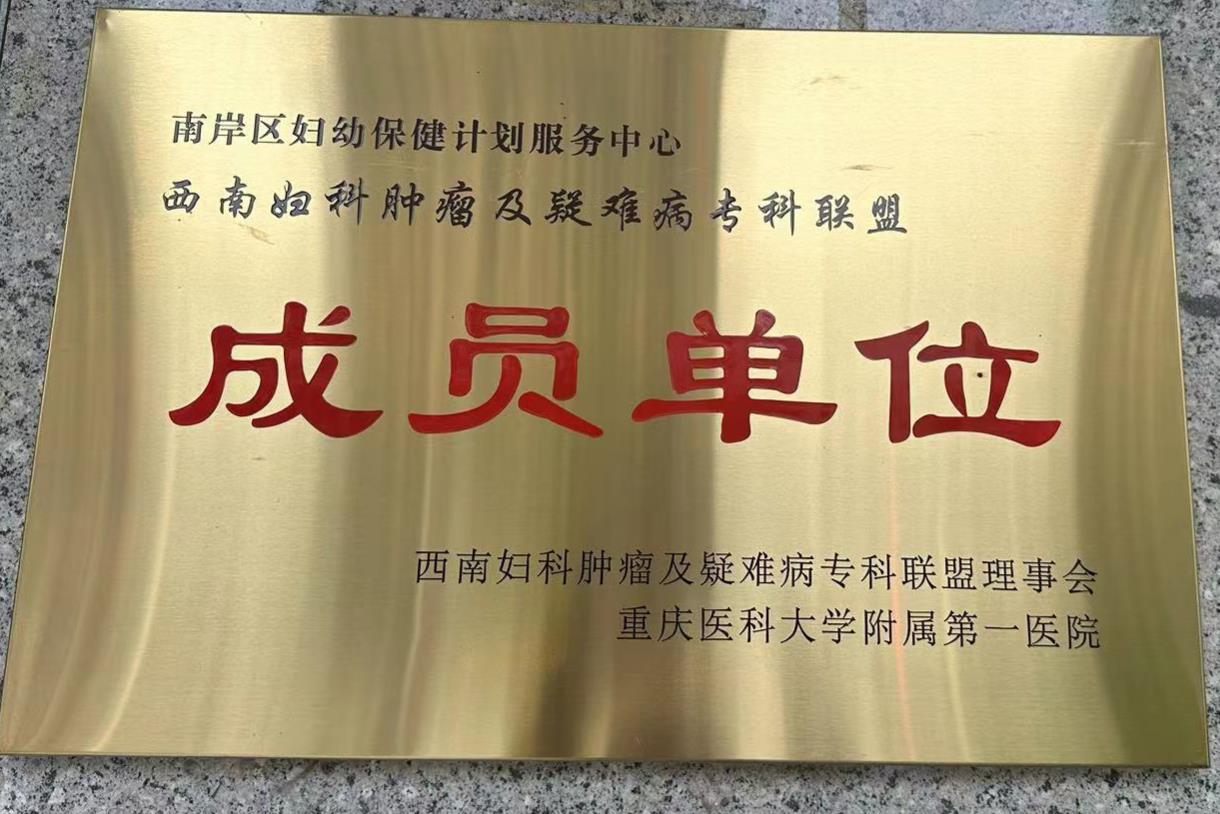 南岸区妇幼保健计划服务中心
西南妇科肿瘤及疑难病专科联盟
成员单位
西南妇科肿瘤及疑难病专科联盟理事会
重庆医科大学附属第一医院